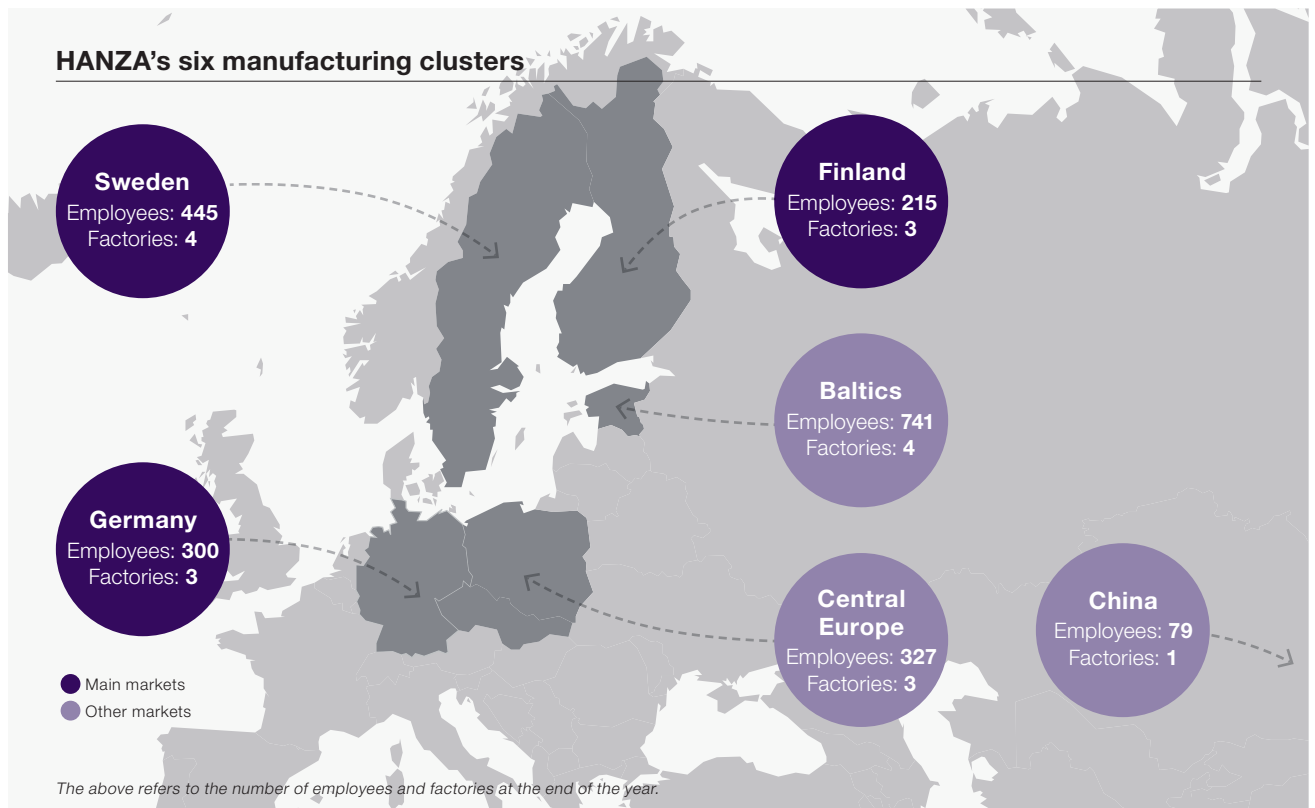 HANZA’s six manufacturing clusters
Sweden
Employees: 445
Factories: 4
Finland
Employees: 215
Factories: 3
Baltics
Employees: 741
Factories: 4
Germany
Employees: 300
Factories: 3
Central
Europe
Employees: 327
Factories: 3
China
Employees: 79
Factories: 1
Main markets
Other markets
The above refers to the number of employees and factories at the end of the year.